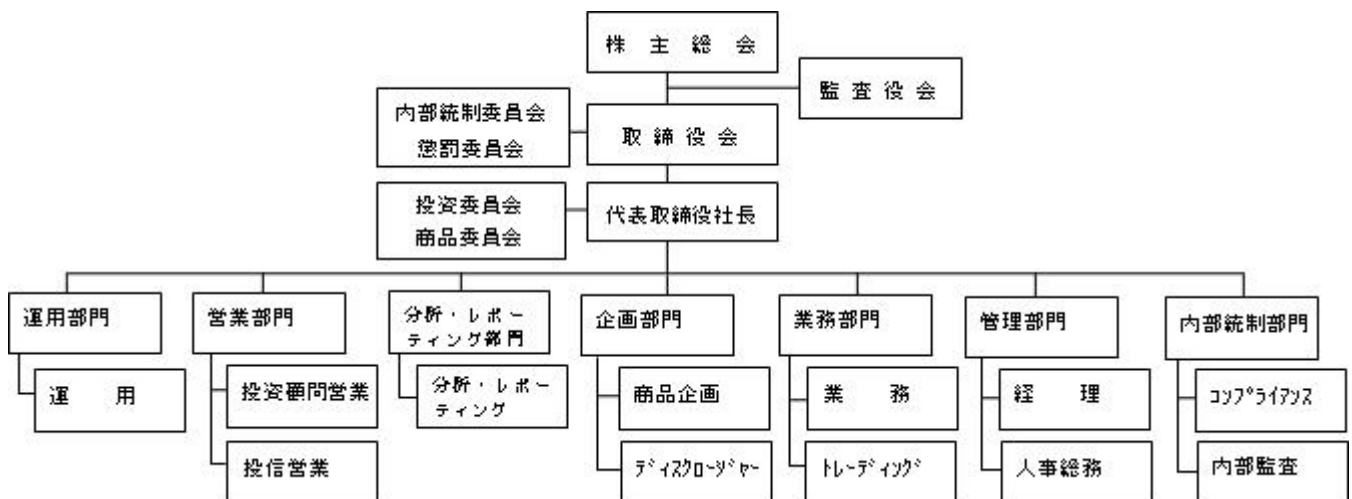 株主総会
監査役会
内部統制委員会
懲罰委員会
取締役会
投資委員会
商品委員会
代表取締役社長
運用部門
営業部門
分析・レポー
ティング部門
企画部門
業務部門
管理部門
内部統制部門
運用
投資顧問営業
分析・レポー
ティング
商品企画
業務
経理
ｺﾝﾌﾟﾗｲｱﾝｽ
投信営業
ﾃﾞｨｽｸﾛｰｼﾞｬｰ
ﾄﾚｰﾃﾞｨﾝｸﾞ
人事総務
内部監査